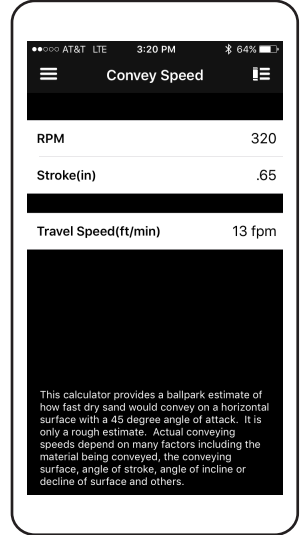 AT&T LTE 3:20 PM 64%
Convey Speed
RPM 320
Stroke(in) .65
Travel Speed(ft/min) 13 fpm
This calculator provides a ballpark estimate of
how fast dry sand would convey on a horizontal
surface with a 45 degree angle of attack. It is
only a rough estimate. Actual conveying
speeds depend on many factors including the
material being conveyed, the conveying
surface, angle of stroke, angle of incline or
decline of surface and others.